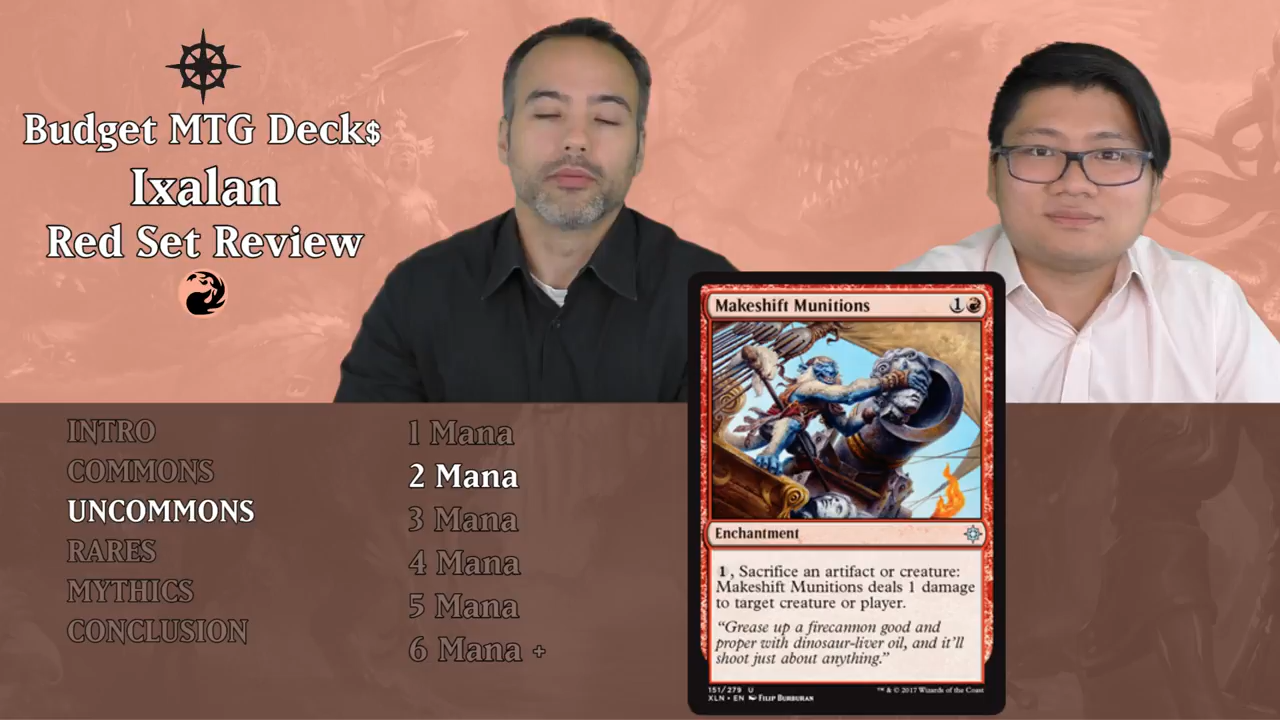 Budget MTG Deck$
Ixalan
Red Set Review
INTRO
COMMONS
UNCOMMONS
RARES
MYTHICS
CONCLUSION
1 Mana
2 Mana
3 Mana
4 Mana
5 Mana
6 Mana +
Makeshift Munitions 1
Enchantment
1, Sacrifice an artifact or creature:
Makeshift Munitions deals 1 damage
to target creature or player.
“Grease up a firecannon good and
proper with dinosaur-liver oil, and it’ll
shoot just about anything.”
151/279 U
XLN • EN Filip Burburan
™ & © 2017 Wizards of the Coast